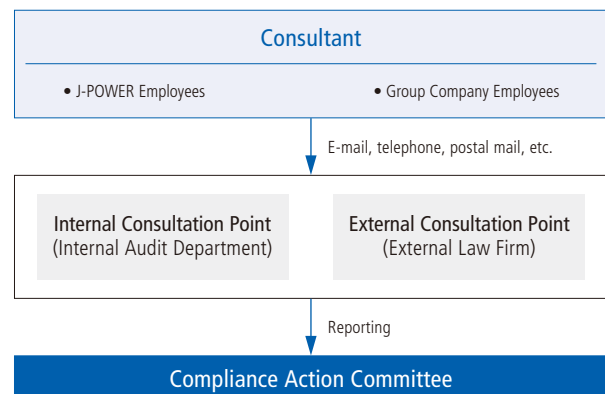 Consultant
• J-POWER Employees
• Group Company Employees
E-mail, telephone, postal mail, etc.
Internal Consultation Point
(Internal Audit Department)
External Consultation Point
(External Law Firm)
Reporting
Compliance Action Committee